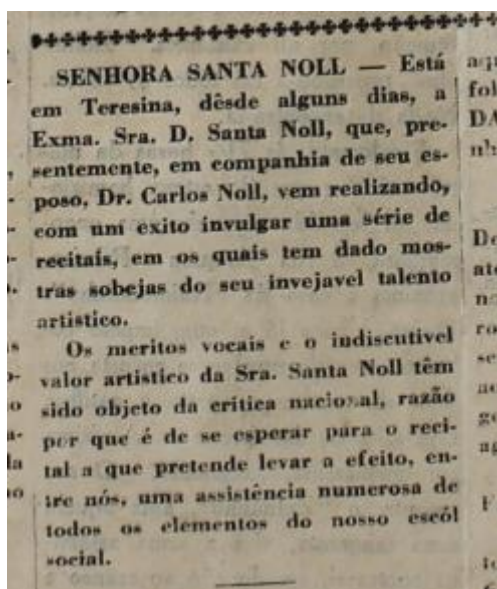 SENHORA SANTA NOLL — Está
em Teresina, dêsde alguns dias, a
Exma. Sra. D. Santa Noll, que, pre-
sentemente, em companhia de seu es-
poso, Dr. Carlos Noll, vem realizando,
com um exito invulgar uma série de
recitais, em os quais tem dado mos-
tras sobejas do seu invejavel talento
artistico.
Os meritos vocais e o indiscutivel
valor artistico da Sra. Santa Noll têm
sido objeto da critica nacional, razão
por que é de se esperar para o reci-
tal a que pretende levar a efeito, en-
tre nós, uma assistência numerosa de
todos os elementos do nosso escól
social.